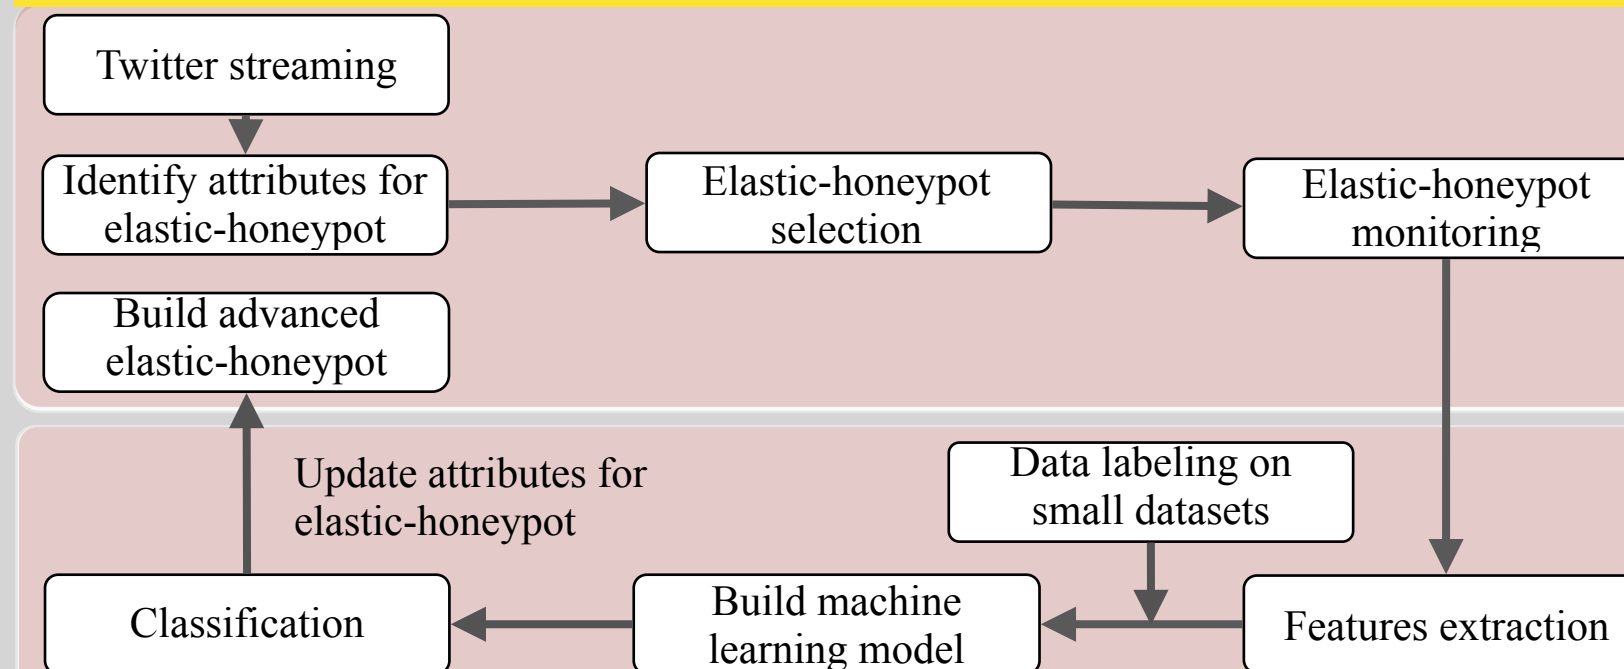 Twitter streaming
Identify attributes for
elastic-honeypot
Elastic-honeypot
selection
Elastic-honeypot
monitoring
Build advanced
elastic-honeypot
Update attributes for
elastic-honeypot
Data labeling on
small datasets
Classification
Build machine
learning model
Features extraction